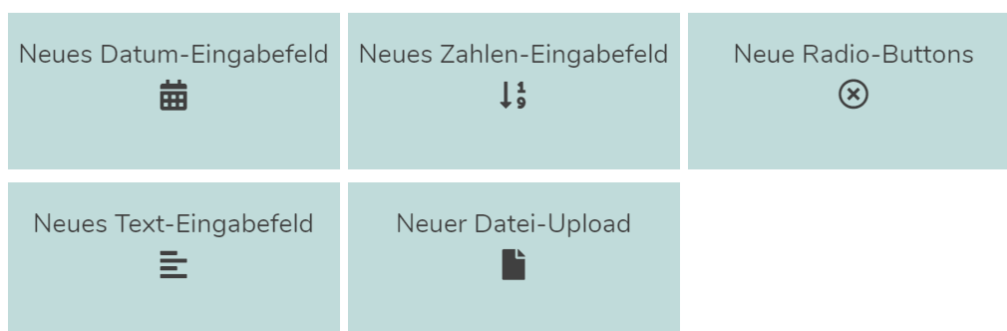 Neues Datum-Eingabefeld
Neues Zahlen-Eingabefeld
Neue Radio-Buttons
Neues Text-Eingabefeld
Neuer Datei-Upload